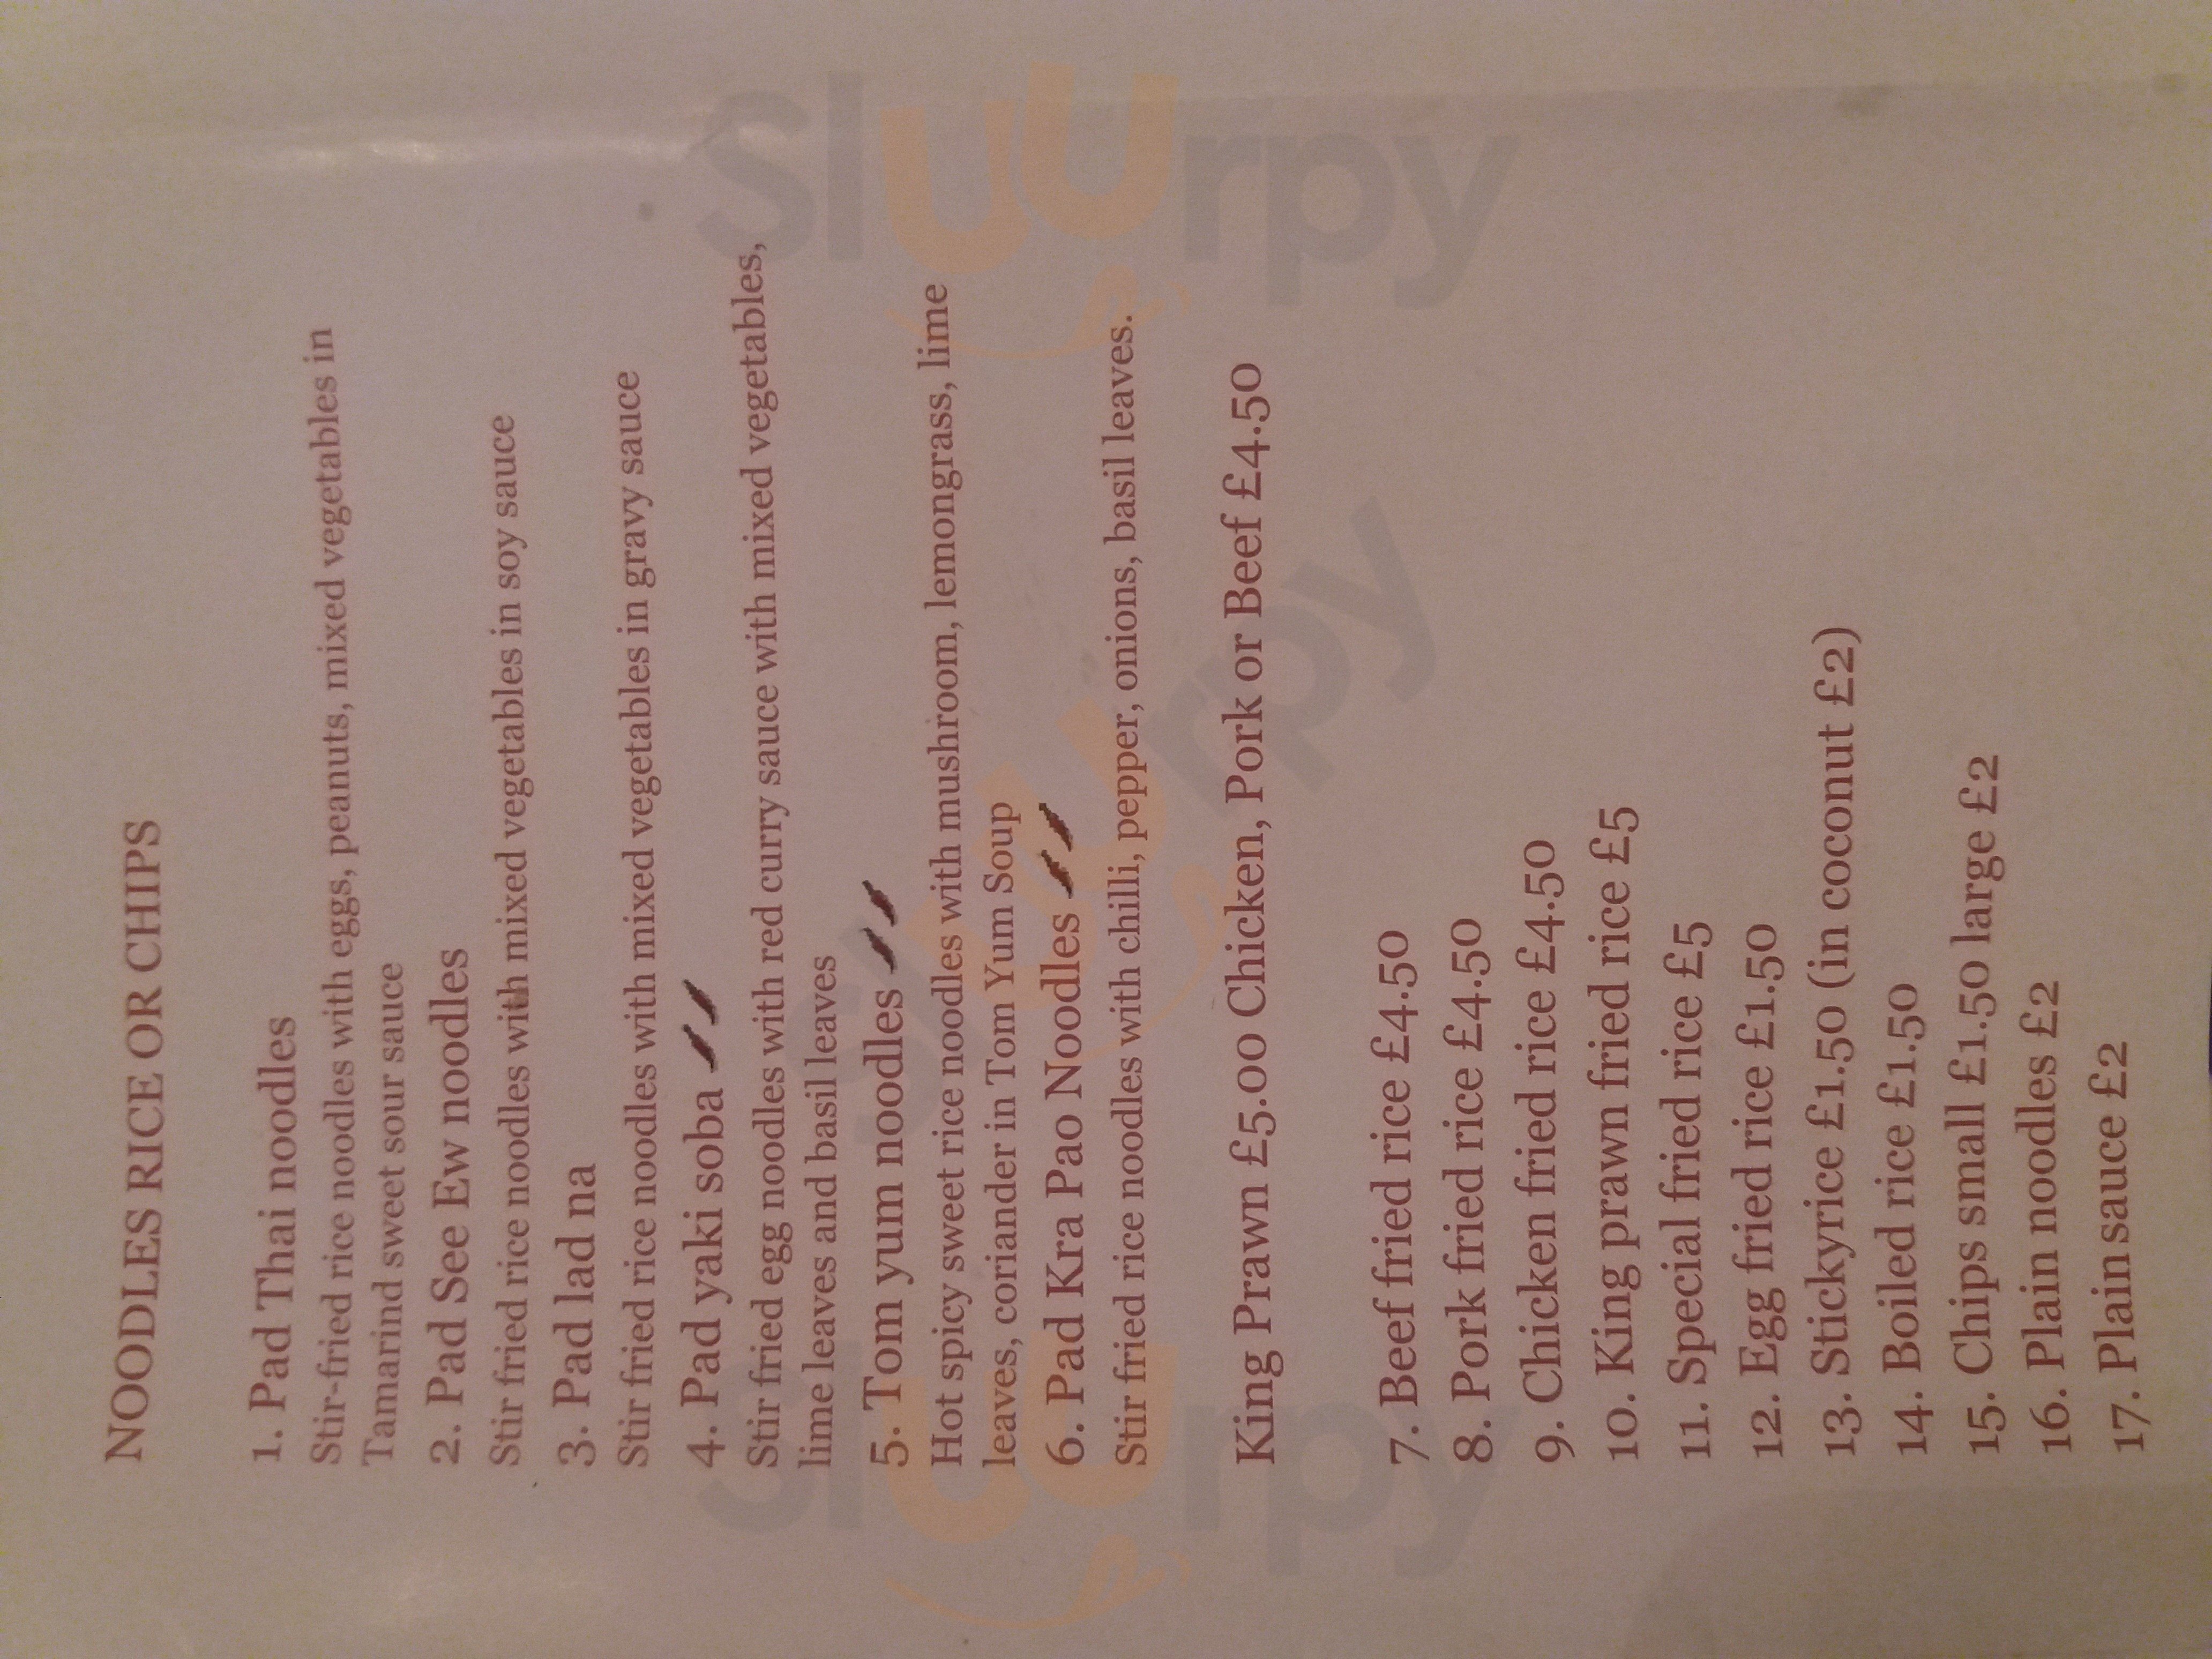 NOODLES RICE OR CHIPS
1. Pad Thai noodles
Stir-fried rice noodles with eggs, peanuts, mixed vegetables in
Tamarind sweet sour sauce
2. Pad See Ew noodles
Stir fried rice noodles with mixed vegetables in soy sauce
3. Pad lad na
Stir fried rice noodles with mixed vegetables in gravy sauce
4. Pad yaki soba
Stir fried egg noodles with red curry sauce with mixed vegetables,
lime leaves and basil leaves
5. Tom yum noodles
Hot spicy sweet rice noodles with mushroom, lemongrass, lime
leaves, coriander in Tom Yum Soup
6. Pad Kra Pao Noodles
Stir fried rice noodles with chilli, pepper, onions, basil leaves.
King Prawn £5.00 Chicken, Pork or Beef £4.50
7. Beef fried rice £4.50
8. Pork fried rice £4.50
9. Chicken fried rice £4.50
10. King prawn fried rice £5
11. Special fried rice £5
12. Egg fried rice £1.50
13. Stickyrice £1.50 (in coconut £2)
14. Boiled rice £1.50
15. Chips small £1.50 large £2
16. Plain noodles £2
17. Plain sauce £2
sluurpy
sluurpy
sluurpy